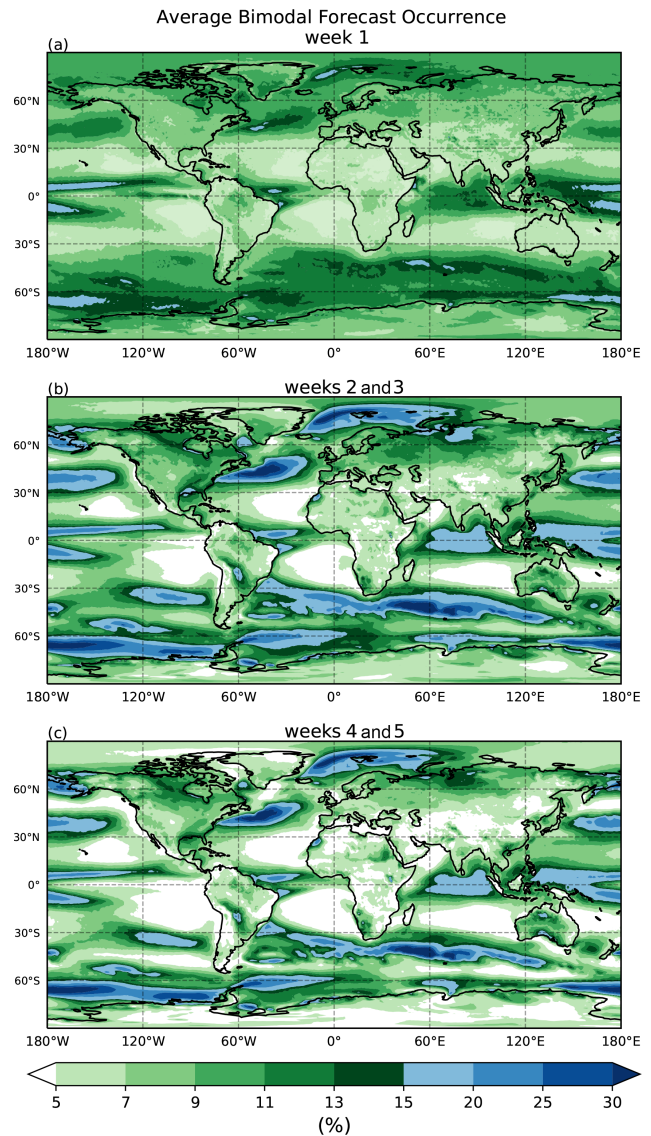 Average Bimodal Forecast Occurrence
week 1
(a)
60°N
30°N
0°
30°S
60°S
180°W 120°W 60°W 0° 60°E 120°E 180°E
(b) weeks 2 and 3
60°N
30°N
0°
30°S
60°S
180°W 120°W 60°W 0° 60°E 120°E 180°E
(c) weeks 4 and 5
60°N
30°N
0°
30°S
60°S
180°W 120°W 60°W 0° 60°E 120°E 180°E
5 7 9 11 13 15 20 25 30
(%)